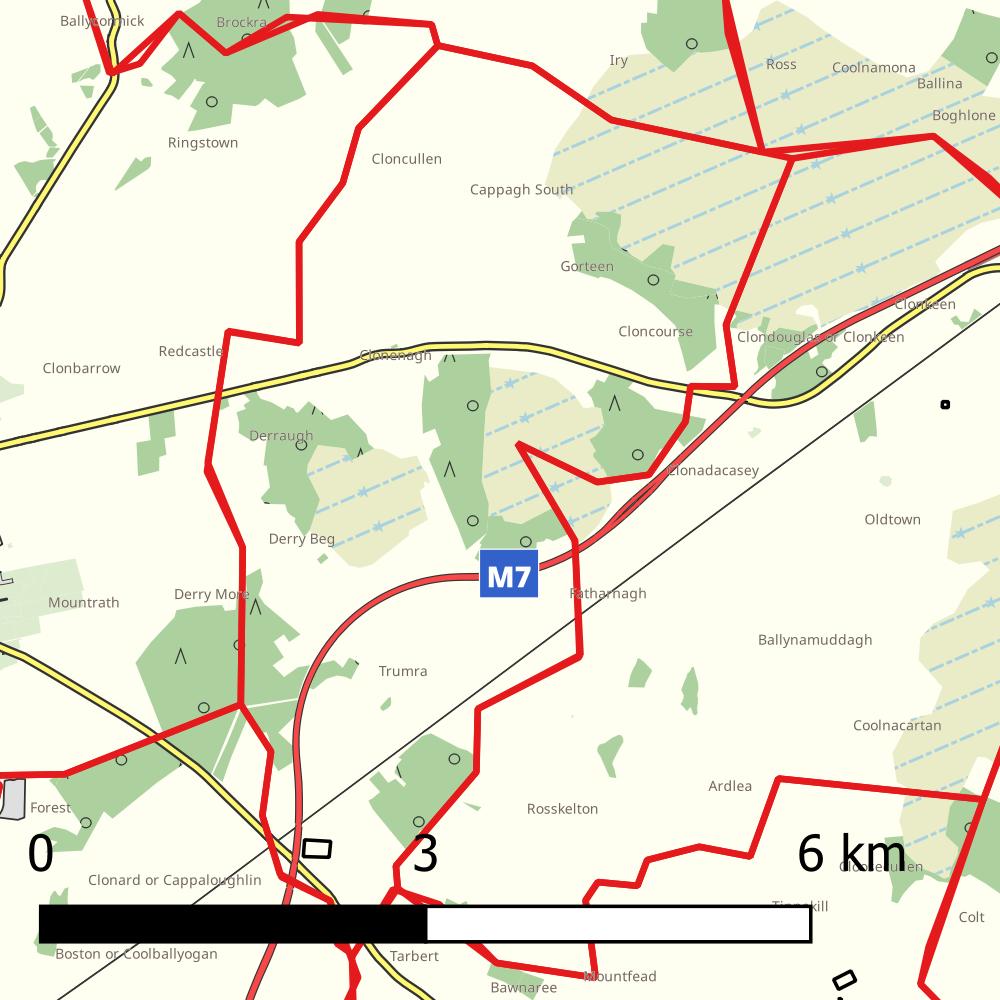 Ballycormick
Brockra
Iry
Ross
Coolnamona
Ballina
Boghlone
Ringstown
Cloncullen
Cappagh South
Gorteen
Clonkeen
Cloncourse
Clondouglas or Clonkeen
Redcastle
Clonenagh
Clonbarrow
Derraugh
Clonadacasey
Oldtown
Derry Beg
M7
Mountrath
Derry More
Fatharnagh
Ballynamuddagh
Trumra
Coolnacartan
Ardlea
Forest
Rosskelton
0 3 6 km
Clonard or Cappaloughlin
Colt
Boston or Coolballyogan
Tarbert
Mountfead
Bawnaree